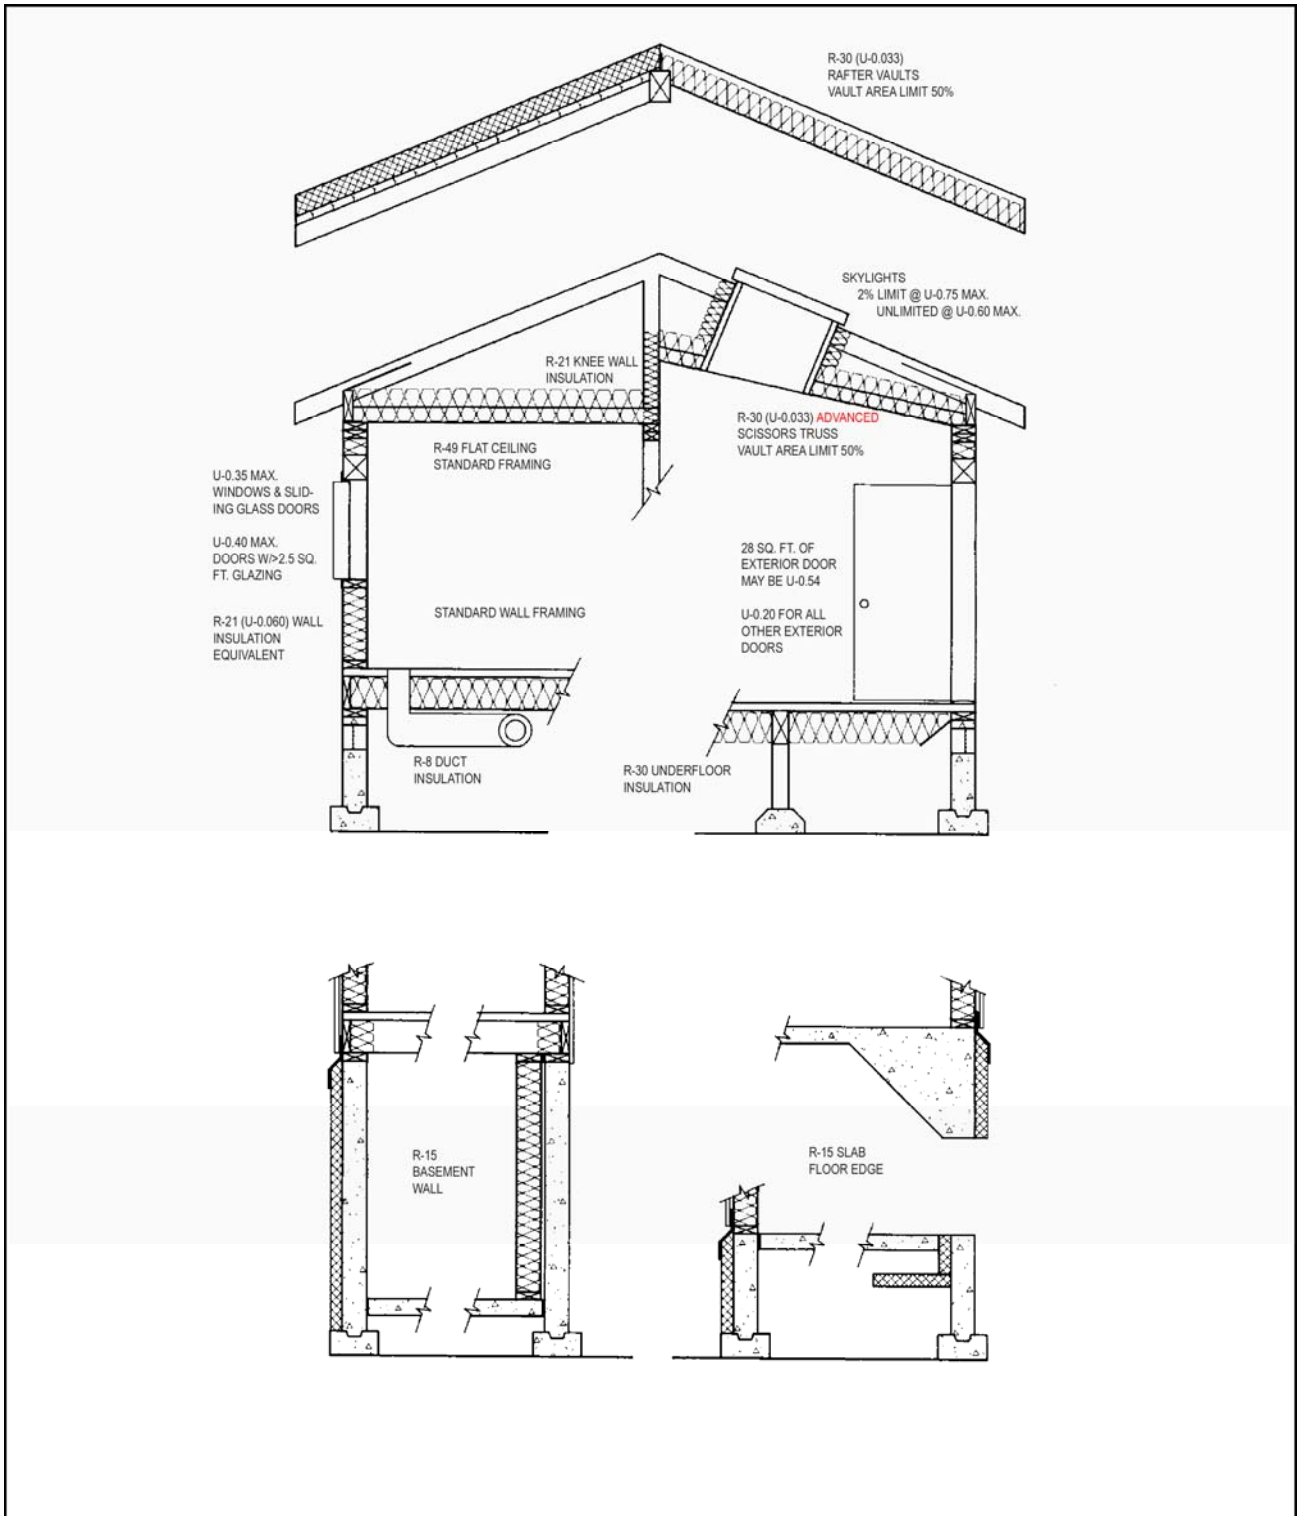 R-30 (U-0.033)
RAFTER VAULTS
VAULT AREA LIMIT 50%
SKYLIGHTS
2% LIMIT @ U-0.75 MAX.
UNLIMITED @ U-0.60 MAX.
R-21 KNEE WALL
INSULATION
R-30 (U-0.033) ADVANCED
SCISSORS TRUSS
VAULT AREA LIMIT 50%
R-49 FLAT CEILING
STANDARD FRAMING
U-0.35 MAX.
WINDOWS & SLID-
ING GLASS DOORS
U-0.40 MAX.
DOORS W/>2.5 SQ.
FT. GLAZING
R-21 (U-0.060) WALL
INSULATION
EQUIVALENT
STANDARD WALL FRAMING
28 SQ. FT. OF
EXTERIOR DOOR
MAY BE U-0.54
U-0.20 FOR ALL
OTHER EXTERIOR
DOORS
R-8 DUCT
INSULATION
R-30 UNDERFLOOR
INSULATION
R-15
BASEMENT
WALL
R-15 SLAB
FLOOR EDGE